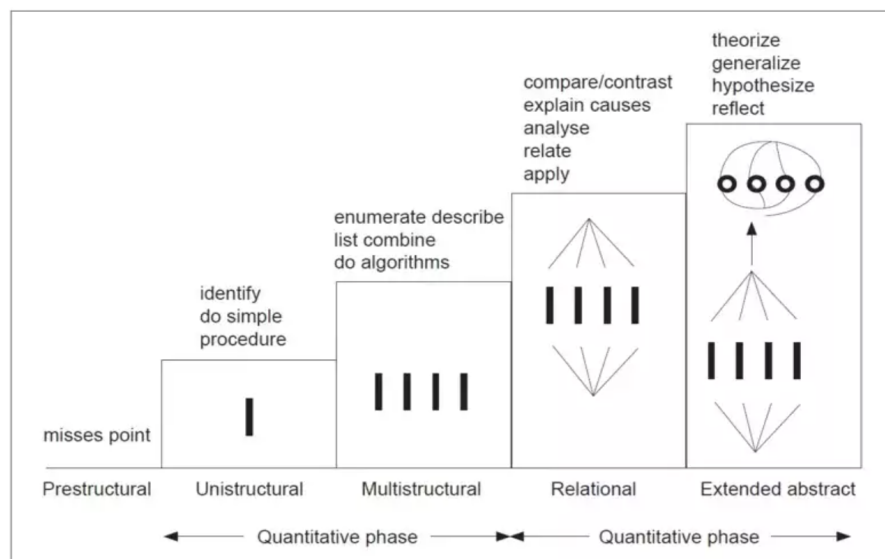 theorize
generalize
hypothesize
reflect
compare/contrast
explain causes
analyse
relate
apply
enumerate describe
list combine
do algorithms
identify
do simple
procedure
misses point
Prestructural
Unistructural
Multistructural
Relational
Extended abstract
Quantitative phase
Quantitative phase